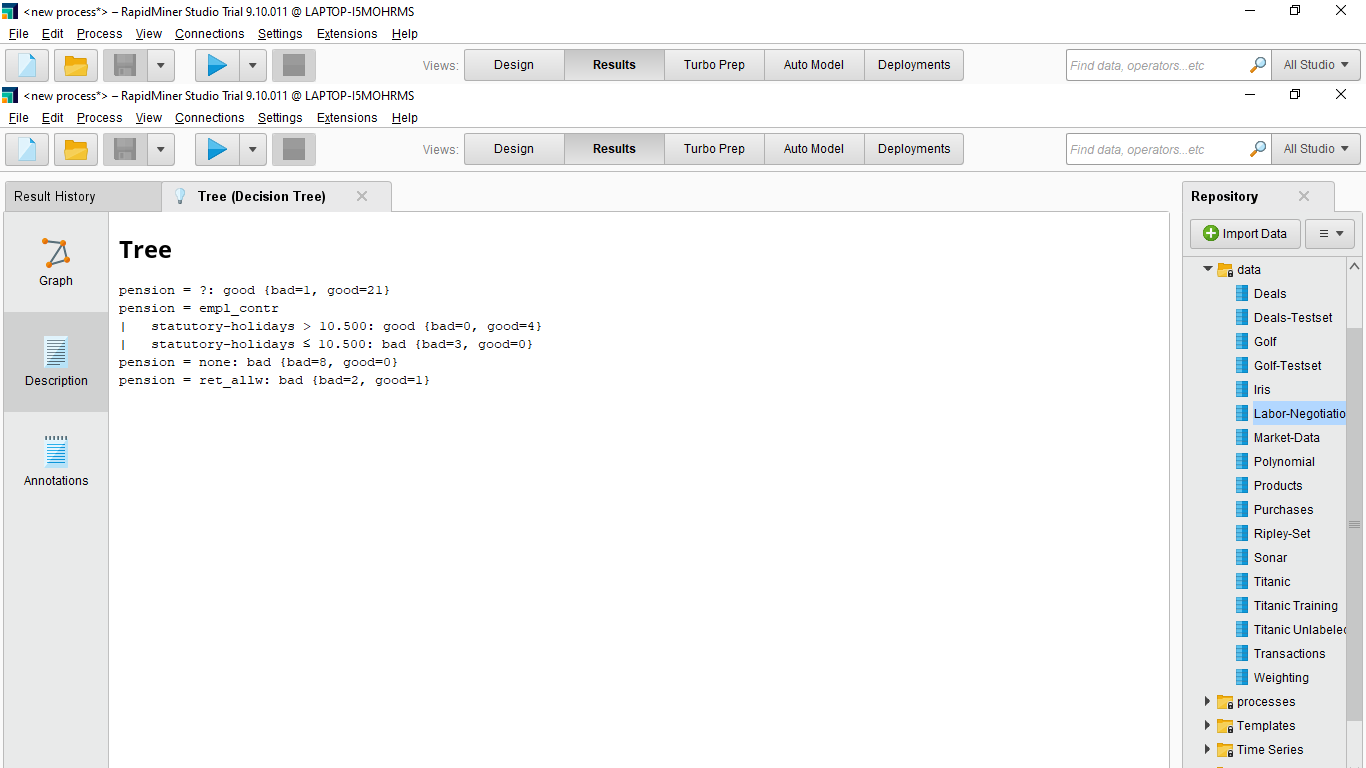 <new process*> – RapidMiner Studio Trial 9.10.011 @ LAPTOP-I5MOHRMS
File Edit Process View Connections Settings Extensions Help
Views: Design Results Turbo Prep Auto Model Deployments Find data, operators...etc All Studio
<new process*> – RapidMiner Studio Trial 9.10.011 @ LAPTOP-I5MOHRMS
File Edit Process View Connections Settings Extensions Help
Views: Design Results Turbo Prep Auto Model Deployments Find data, operators...etc All Studio
Result History
Tree (Decision Tree)
Graph
Description
Annotations
Tree
pension = ?: good {bad=1, good=21}
pension = empl_contr
|   statutory-holidays > 10.500: good {bad=0, good=4}
|   statutory-holidays ≤ 10.500: bad {bad=3, good=0}
pension = none: bad {bad=8, good=0}
pension = ret_allw: bad {bad=2, good=1}
Repository
Import Data
data
Deals
Deals-Testset
Golf
Golf-Testset
Iris
Labor-Negotiatio
Market-Data
Polynomial
Products
Purchases
Ripley-Set
Sonar
Titanic
Titanic Training
Titanic Unlabeled
Transactions
Weighting
processes
Templates
Time Series